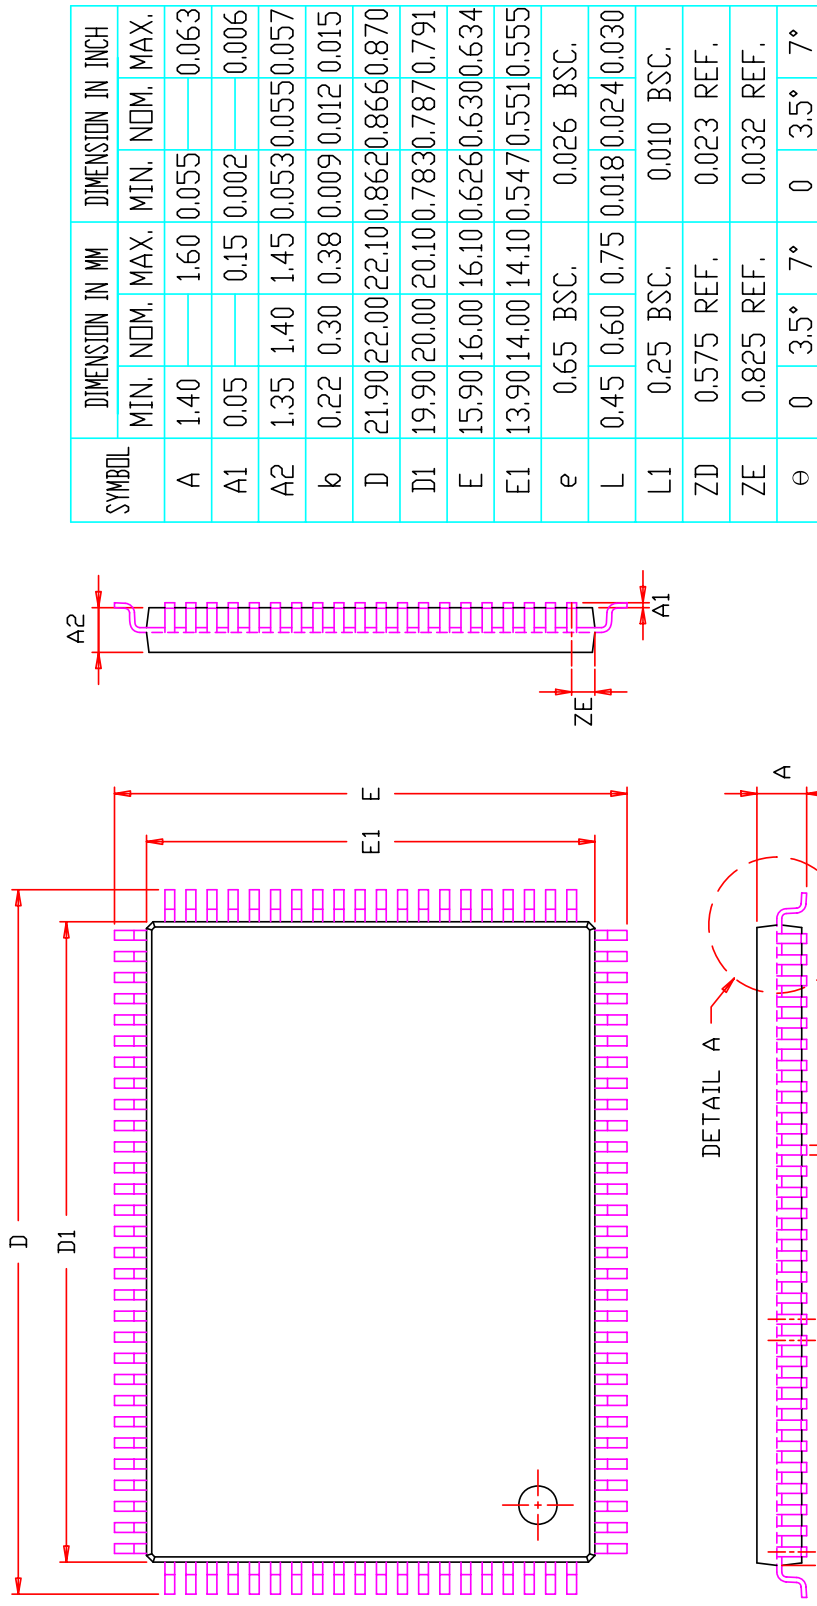 SYMBOL DIMENSION IN MM DIMENSION IN INCH
MIN. NOM. MAX. MIN. NOM. MAX.
A 1.40 1.60 0.055 0.063
A1 0.05 0.15 0.002 0.006
A2 1.35 1.40 1.45 0.053 0.055 0.057
b 0.22 0.30 0.38 0.009 0.012 0.015
D 21.90 22.00 22.10 0.862 0.866 0.870
D1 19.90 20.00 20.10 0.783 0.787 0.791
E 15.90 16.00 16.10 0.626 0.630 0.634
E1 13.90 14.00 14.10 0.547 0.551 0.555
e 0.65 BSC. 0.026 BSC.
L 0.45 0.60 0.75 0.018 0.024 0.030
L1 0.25 BSC. 0.010 BSC.
ZD 0.575 REF. 0.023 REF.
ZE 0.825 REF. 0.032 REF.
θ 0 3.5° 7° 0 3.5° 7°
A2
A1
ZE
D
D1
E
E1
A
DETAIL A